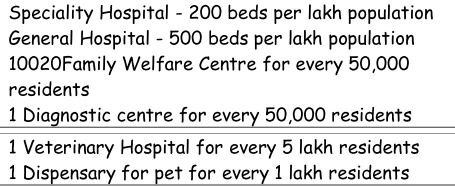 Speciality Hospital - 200 beds per lakh population
General Hospital - 500 beds per lakh population
10020Family Welfare Centre for every 50,000
residents
1 Diagnostic centre for every 50,000 residents
1 Veterinary Hospital for every 5 lakh residents
1 Dispensary for pet for every 1 lakh residents